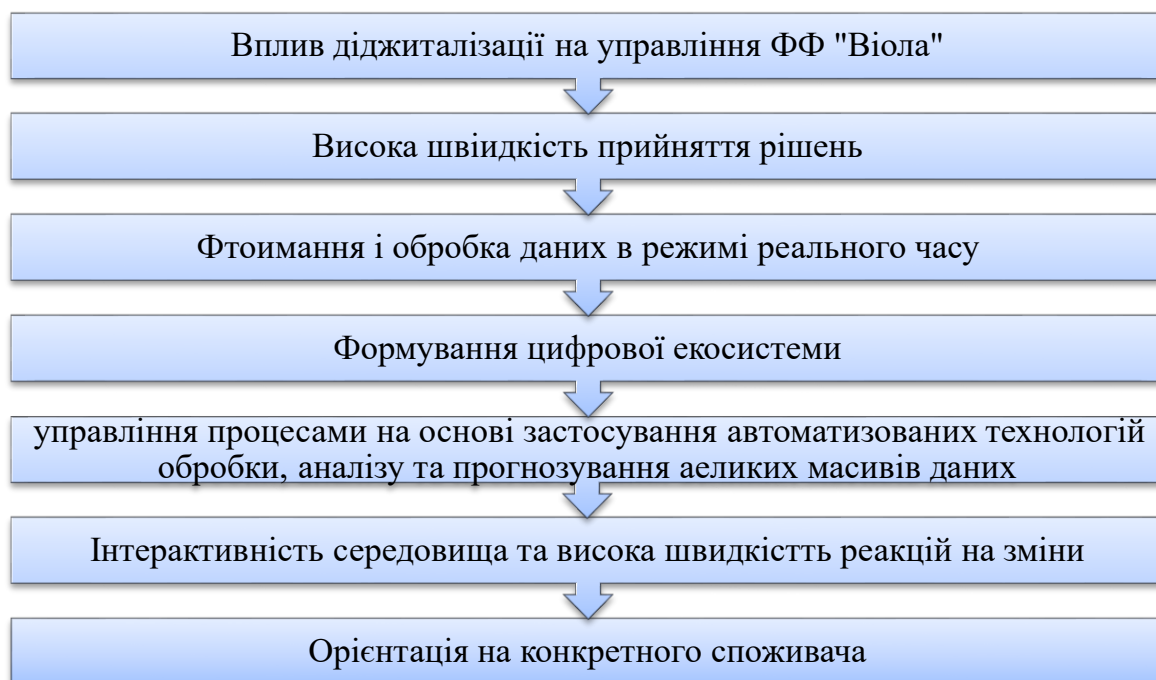 Вплив діджиталізації на управління ФФ "Віола"
Висока швіидкість прийняття рішень
Фтоимання і обробка даних в режимі реального часу
Формування цифрової екосистеми
управління процесами на основі застосування автоматизованих технологій
обробки, аналізу та прогнозування аеликих масивів даних
Інтерактивність середовища та висока швидкістть реакцій на зміни
Орієнтація на конкретного споживача